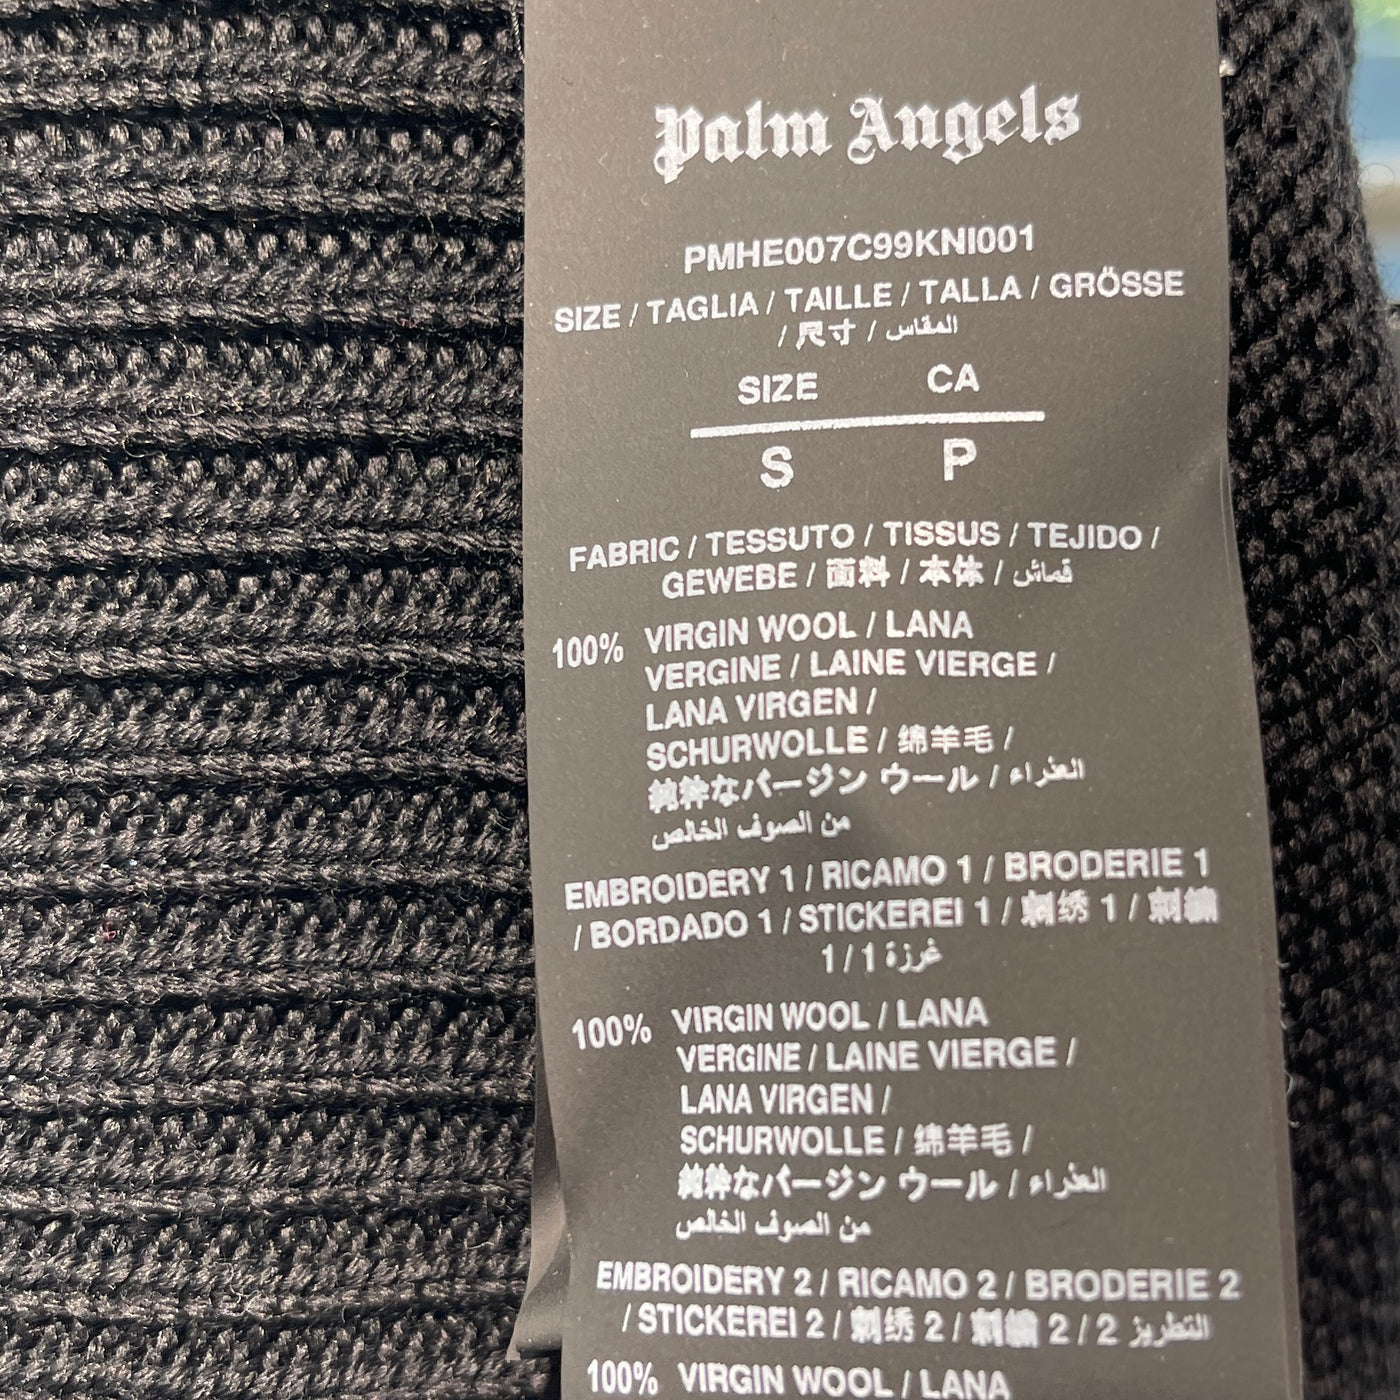 Palm Angels
PMHE007C99KNI001
SIZE / TAGLIA / TAILLE / TALLA / GRÖSSE
/ 尺寸 / المقاس
SIZE CA
S P
FABRIC / TESSUTO / TISSUS / TEJIDO /
GEWEBE / 面料 / 本体 / قماش
100% VIRGIN WOOL / LANA
VERGINE / LAINE VIERGE /
LANA VIRGEN /
SCHURWOLLE / 绵羊毛 /
純粋なバージン ウール / العذراء
من الصوف الخالص
EMBROIDERY 1 / RICAMO 1 / BRODERIE 1
/ BORDADO 1 / STICKEREI 1 / 刺绣 1 / 刺繍
1 / 1 غرزة
100% VIRGIN WOOL / LANA
VERGINE / LAINE VIERGE /
LANA VIRGEN /
SCHURWOLLE / 绵羊毛 /
純粋なバージン ウール / العذراء
من الصوف الخالص
EMBROIDERY 2 / RICAMO 2 / BRODERIE 2
/ STICKEREI 2 / 刺绣 2 / 刺繍 2 / 2 التطريز
100% VIRGIN WOOL / LANA